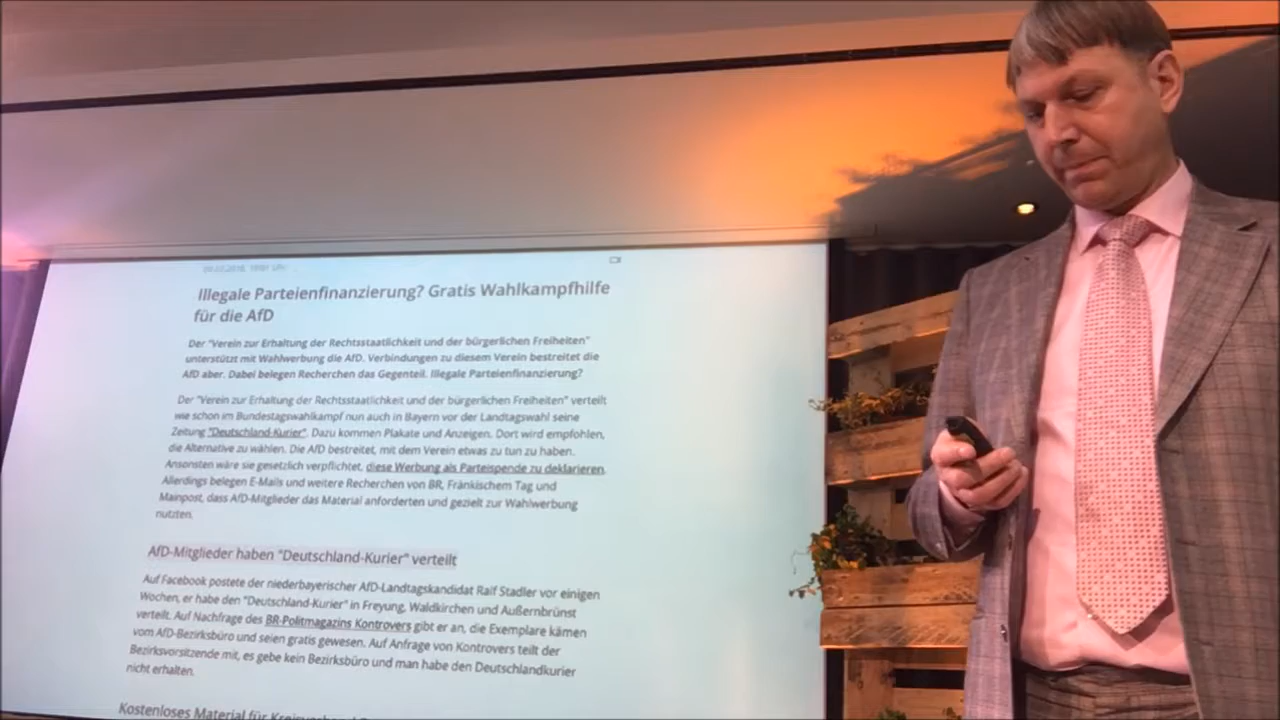 Illegale Parteienfinanzierung? Gratis Wahlkampfhilfe
für die AfD
Der "Verein zur Erhaltung der Rechtsstaatlichkeit und der bürgerlichen Freiheiten"
unterstützt mit Wahlwerbung die AfD. Verbindungen zu diesem Verein bestreitet die
AfD aber. Dabei belegen Recherchen das Gegenteil. Illegale Parteienfinanzierung?
Der "Verein zur Erhaltung der Rechtsstaatlichkeit und der bürgerlichen Freiheiten" verteilt
wie schon im Bundestagswahlkampf nun auch in Bayern vor der Landtagswahl seine
Zeitung "Deutschland-Kurier". Dazu kommen Plakate und Anzeigen. Dort wird empfohlen,
die Alternative zu wählen. Die AfD bestreitet, mit dem Verein etwas zu tun zu haben.
Ansonsten wäre sie gesetzlich verpflichtet, diese Werbung als Parteispende zu deklarieren.
Allerdings belegen E-Mails und weitere Recherchen von BR, Fränkischem Tag und
Mainpost, dass AfD-Mitglieder das Material anforderten und gezielt zur Wahlwerbung
nutzten.
AfD-Mitglieder haben "Deutschland-Kurier" verteilt
Auf Facebook postete der niederbayerischer AfD-Landtagskandidat Ralf Stadler vor einigen
Wochen, er habe den "Deutschland-Kurier" in Freyung, Waldkirchen und Außernbrünst
verteilt. Auf Nachfrage des BR-Politmagazins Kontrovers gibt er an, die Exemplare kämen
vom AfD-Bezirksbüro und seien gratis gewesen. Auf Anfrage von Kontrovers teilt der
Bezirksvorsitzende mit, es gebe kein Bezirksbüro und man habe den Deutschlandkurier
nicht erhalten.
Kostenloses Material für